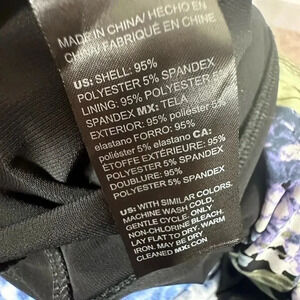 MADE IN CHINA/ HECHO EN
CHINA/ FABRIQUÉ EN CHINE
US: SHELL: 95%
POLYESTER 5% SPANDEX
LINING: 95% POLYESTER 5%
SPANDEX MX: TELA
EXTERIOR: 95% POLIÉSTER 5%
elastano FORRO: 95%
poliéster 5% elastano CA:
ÉTOFFE EXTÉRIEURE: 95%
POLYESTER 5% SPANDEX
DOUBLURE: 95%
POLYESTER 5% SPANDEX
US: WITH SIMILAR COLORS.
MACHINE WASH COLD.
GENTLE CYCLE. ONLY
NON-CHLORINE BLEACH.
LAY FLAT TO DRY. WARM
IRON. MAY BE DRY
CLEANED MX: CON